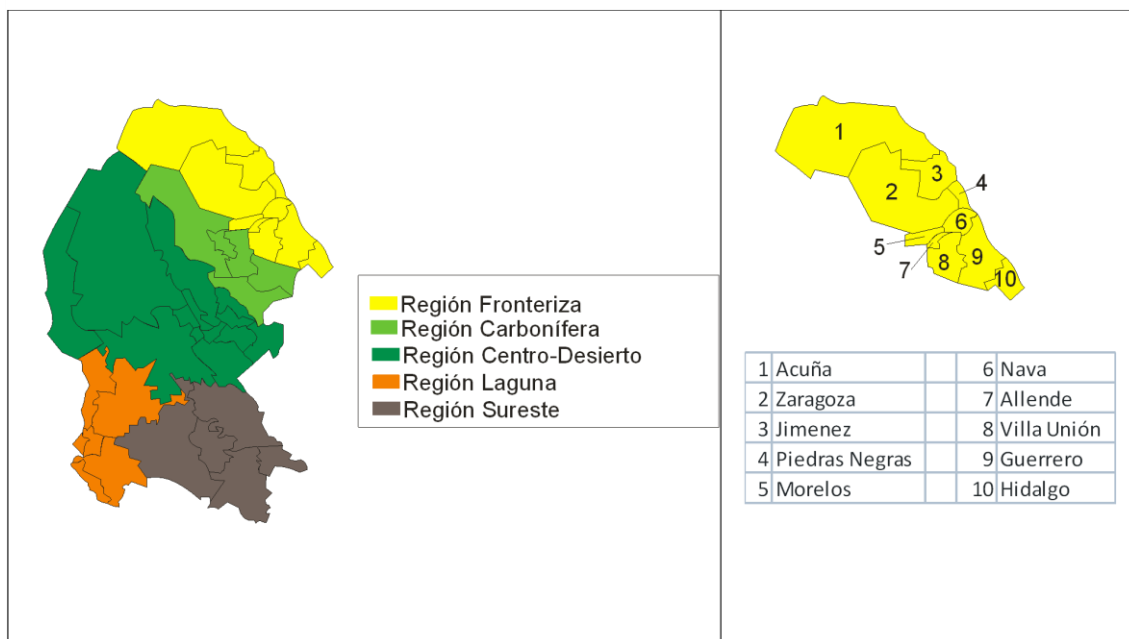 Región Fronteriza
Región Carbonífera
Región Centro-Desierto
Región Laguna
Región Sureste
1
2
3
4
5
6
7
8
9
10
1 Acuña 6 Nava
2 Zaragoza 7 Allende
3 Jimenez 8 Villa Unión
4 Piedras Negras 9 Guerrero
5 Morelos 10 Hidalgo